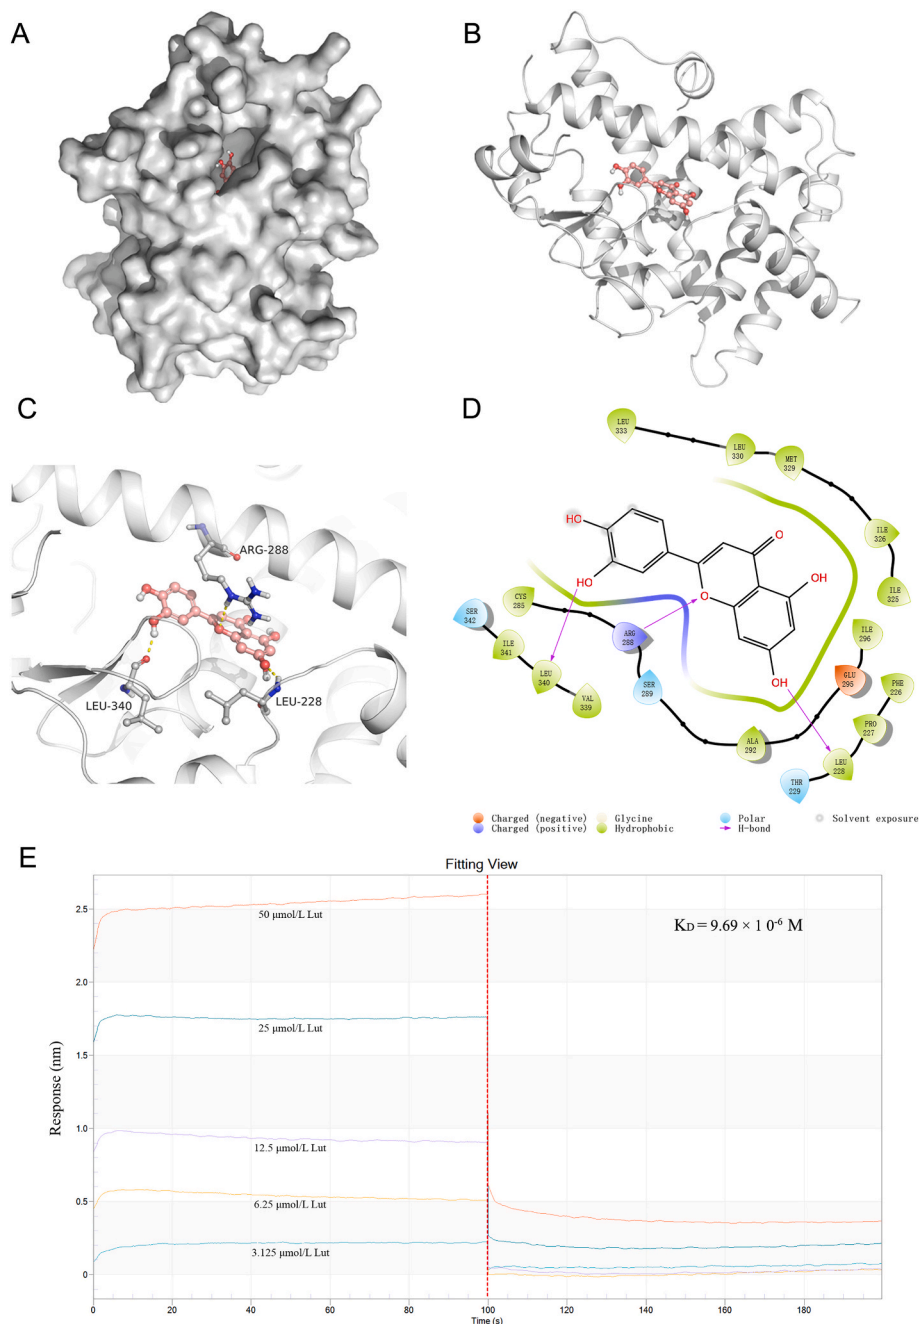 A
B
C
ARG-288
LEU-340
LEU-228
D
LEU
333
LEU
330
MET
329
ILE
326
ILE
325
O
HO
HO
O
OH
OH
CYS
285
SER
342
ILE
341
LEU
340
VAL
339
ARG
288
SER
289
ALA
292
ILE
296
GLU
295
PHE
226
PRO
227
LEU
228
THR
229
Charged (negative)
Charged (positive)
Glycine
Hydrophobic
Polar
H-bond
Solvent exposure
E
Fitting View
2.5
2.0
1.5
1.0
0.5
0
Response (nm)
50 μmol/L Lut
25 μmol/L Lut
12.5 μmol/L Lut
6.25 μmol/L Lut
3.125 μmol/L Lut
KD = 9.69 × 1 0-6 M
0 20 40 60 80 100 120 140 160 180
Time (s)